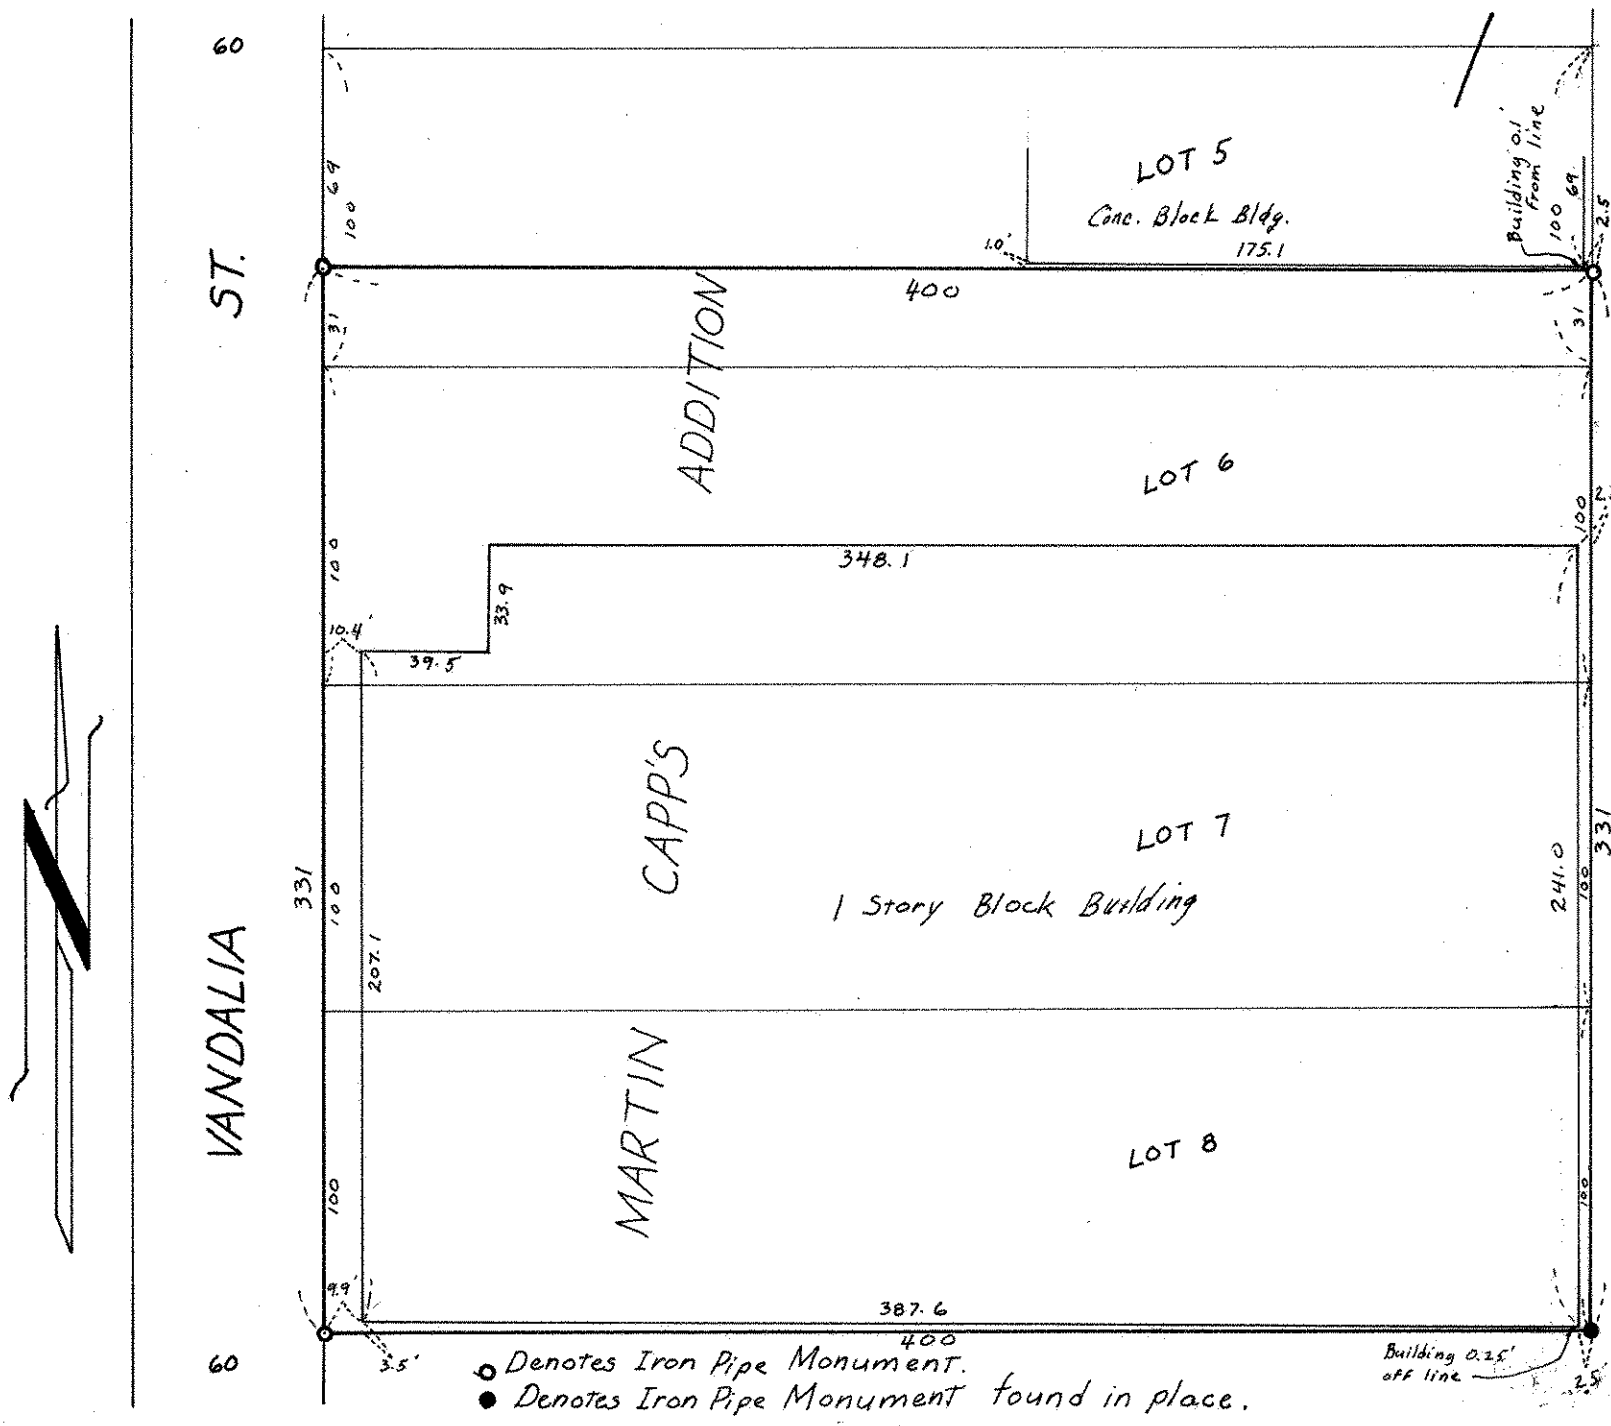 60
LOT 5
Conc. Block Bldg.
175.1
1.0'
Building 0.1'
from line
100
69
2.5
69
100
ST.
400
31
31
ADDITION
LOT 6
100
100
348.1
33.9
10.4'
39.5
CAPP'S
LOT 7
1 Story Block Building
331
100
207.1
241.0
100
331
VANDALIA
MARTIN
LOT 8
100
100
9.9'
387.6
400
3.5'
60
Building 0.25'
off line
2.5
Denotes Iron Pipe Monument.
Denotes Iron Pipe Monument found in place.
N